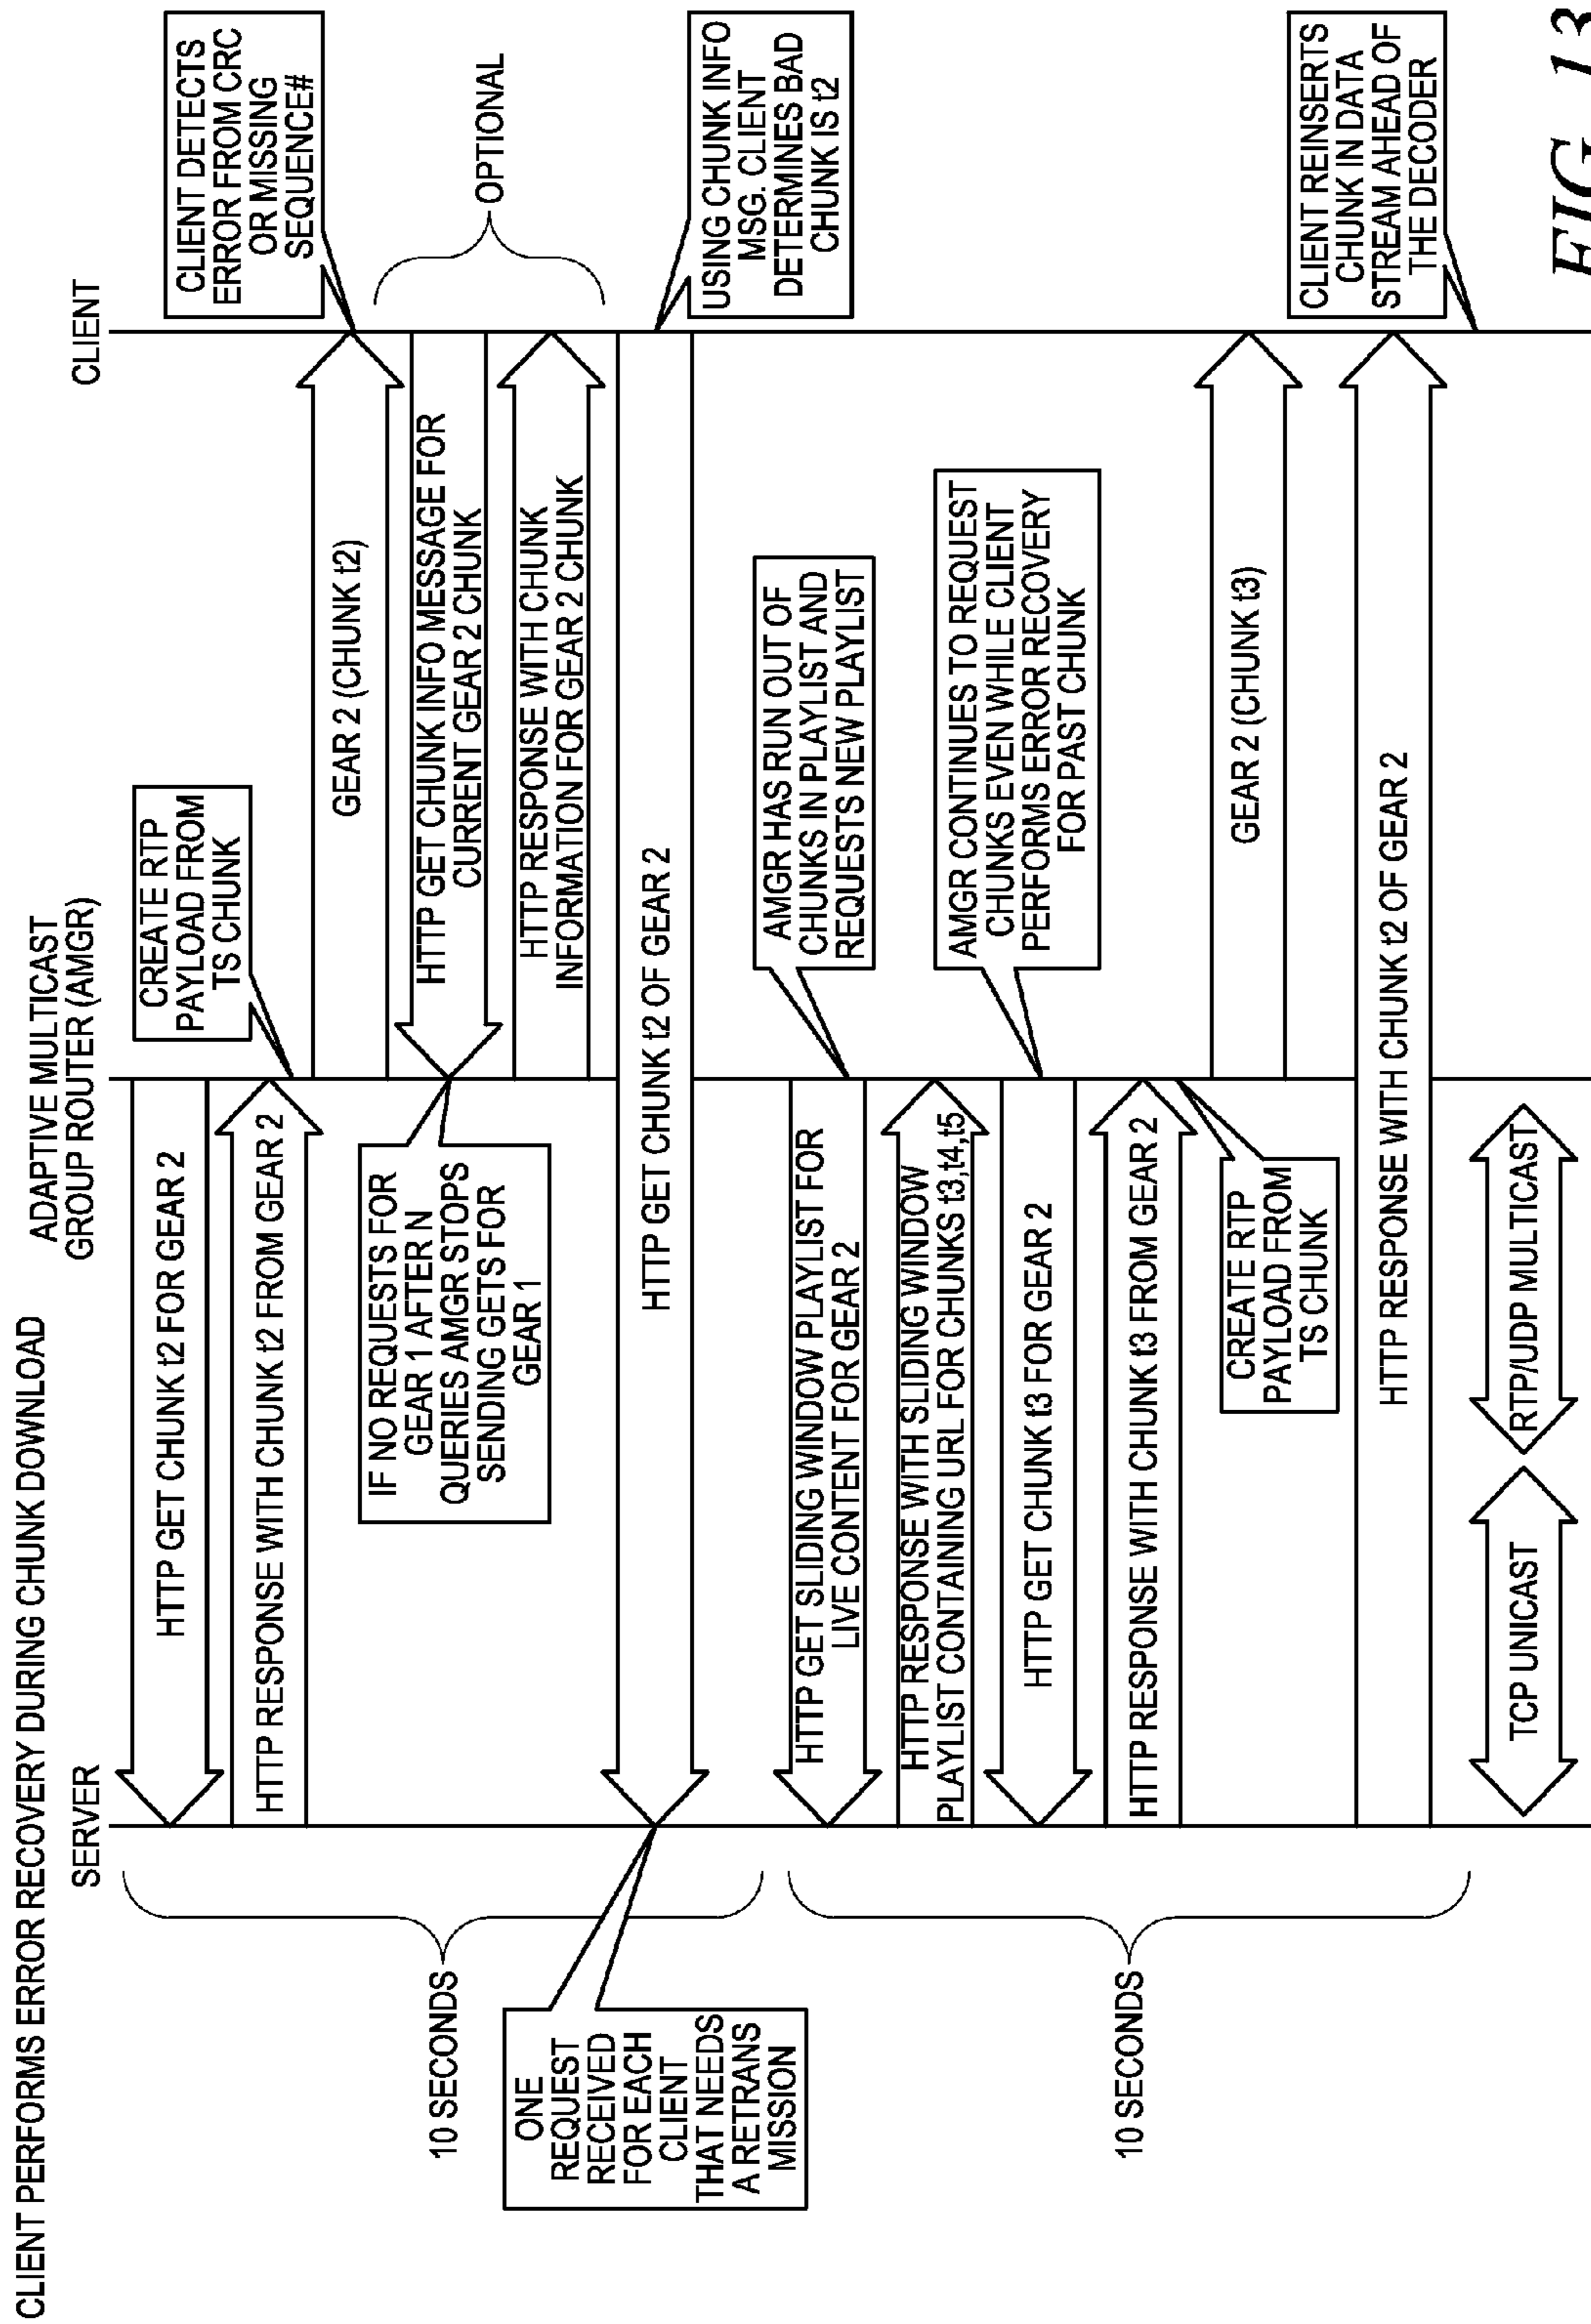 CLIENT PERFORMS ERROR RECOVERY DURING CHUNK DOWNLOAD
SERVER
ADAPTIVE MULTICAST
GROUP ROUTER (AMGR)
CLIENT
HTTP GET CHUNK t2 FOR GEAR 2
CREATE RTP
PAYLOAD FROM
TS CHUNK
CLIENT DETECTS
ERROR FROM CRC
OR MISSING
SEQUENCE#
HTTP RESPONSE WITH CHUNK t2 FROM GEAR 2
GEAR 2 (CHUNK t2)
10 SECONDS
IF NO REQUESTS FOR
GEAR 1 AFTER N
QUERIES AMGR STOPS
SENDING GETS FOR
GEAR 1
HTTP GET CHUNK INFO MESSAGE FOR
CURRENT GEAR 2 CHUNK
OPTIONAL
HTTP RESPONSE WITH CHUNK
INFORMATION FOR GEAR 2 CHUNK
ONE
REQUEST
RECEIVED
FOR EACH
CLIENT
THAT NEEDS
A RETRANS
MISSION
HTTP GET CHUNK t2 OF GEAR 2
USING CHUNK INFO
MSG. CLIENT
DETERMINES BAD
CHUNK IS t2
HTTP GET SLIDING WINDOW PLAYLIST FOR
LIVE CONTENT FOR GEAR 2
AMGR HAS RUN OUT OF
CHUNKS IN PLAYLIST AND
REQUESTS NEW PLAYLIST
HTTP RESPONSE WITH SLIDING WINDOW
PLAYLIST CONTAINING URL FOR CHUNKS t3,t4,t5
10 SECONDS
HTTP GET CHUNK t3 FOR GEAR 2
AMGR CONTINUES TO REQUEST
CHUNKS EVEN WHILE CLIENT
PERFORMS ERROR RECOVERY
FOR PAST CHUNK
HTTP RESPONSE WITH CHUNK t3 FROM GEAR 2
CREATE RTP
PAYLOAD FROM
TS CHUNK
GEAR 2 (CHUNK t3)
HTTP RESPONSE WITH CHUNK t2 OF GEAR 2
CLIENT REINSERTS
CHUNK IN DATA
STREAM AHEAD OF
THE DECODER
TCP UNICAST
RTP/UDP MULTICAST
FIG. 13